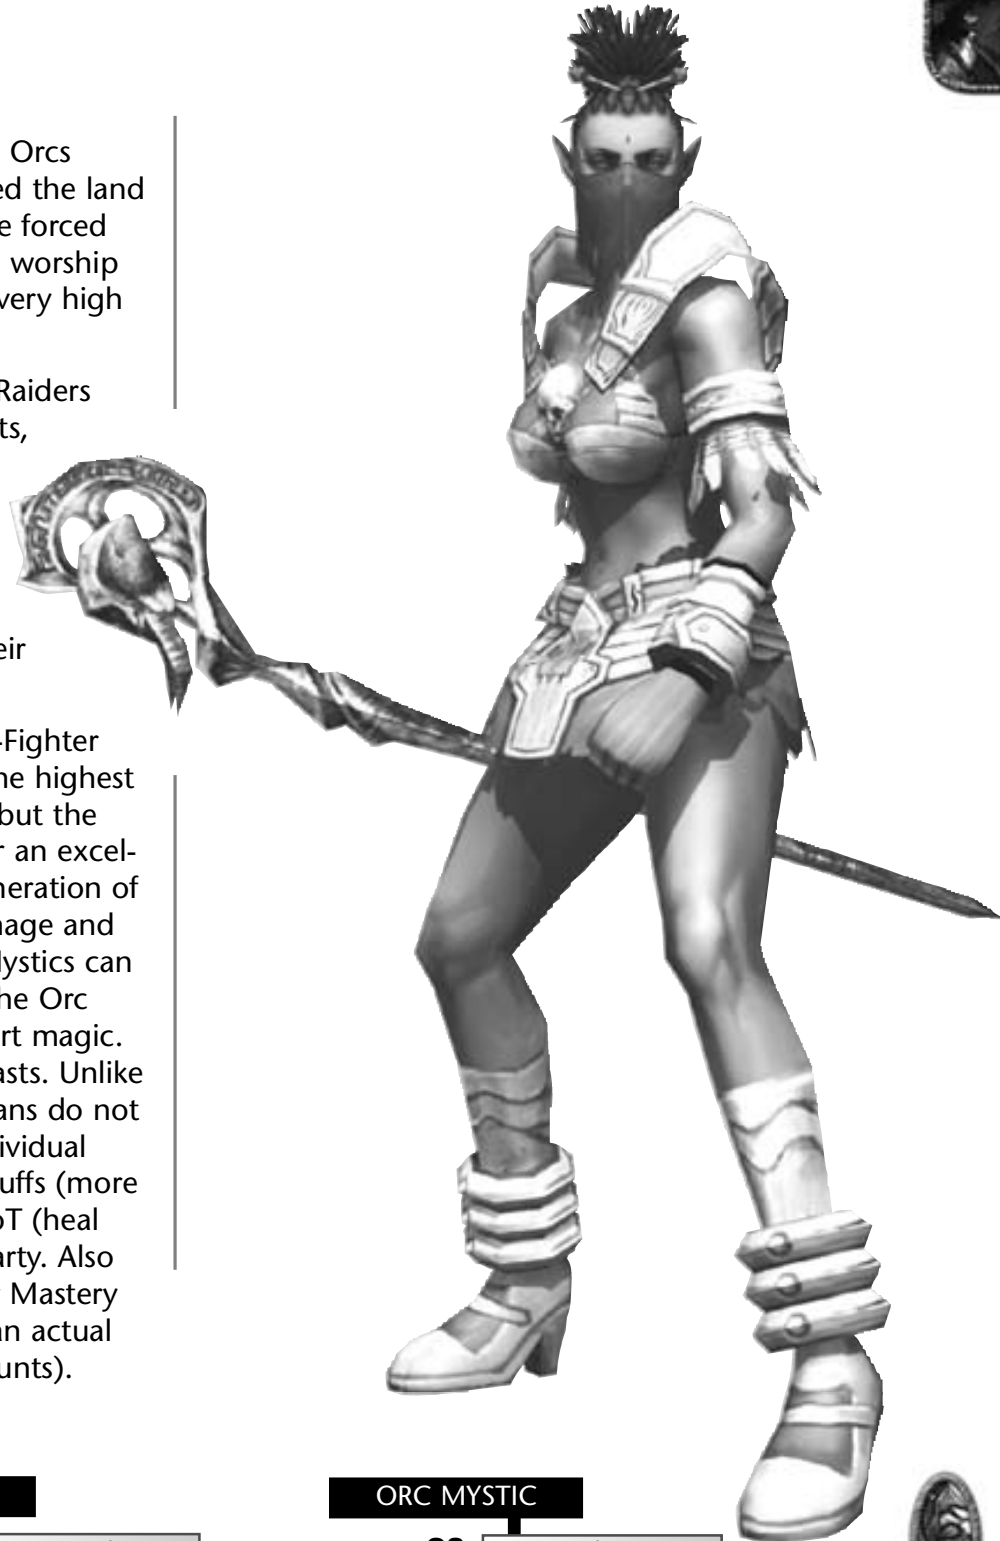 Orcs
ed the land
e forced
worship
very high
Raiders
ts,
eir
-Fighter
he highest
but the
r an excel-
neration of
nage and
lystics can
he Orc
rt magic.
asts. Unlike
ans do not
ividual
uffs (more
oT (heal
arty. Also
Mastery
an actual
unts).
ORC MYSTIC